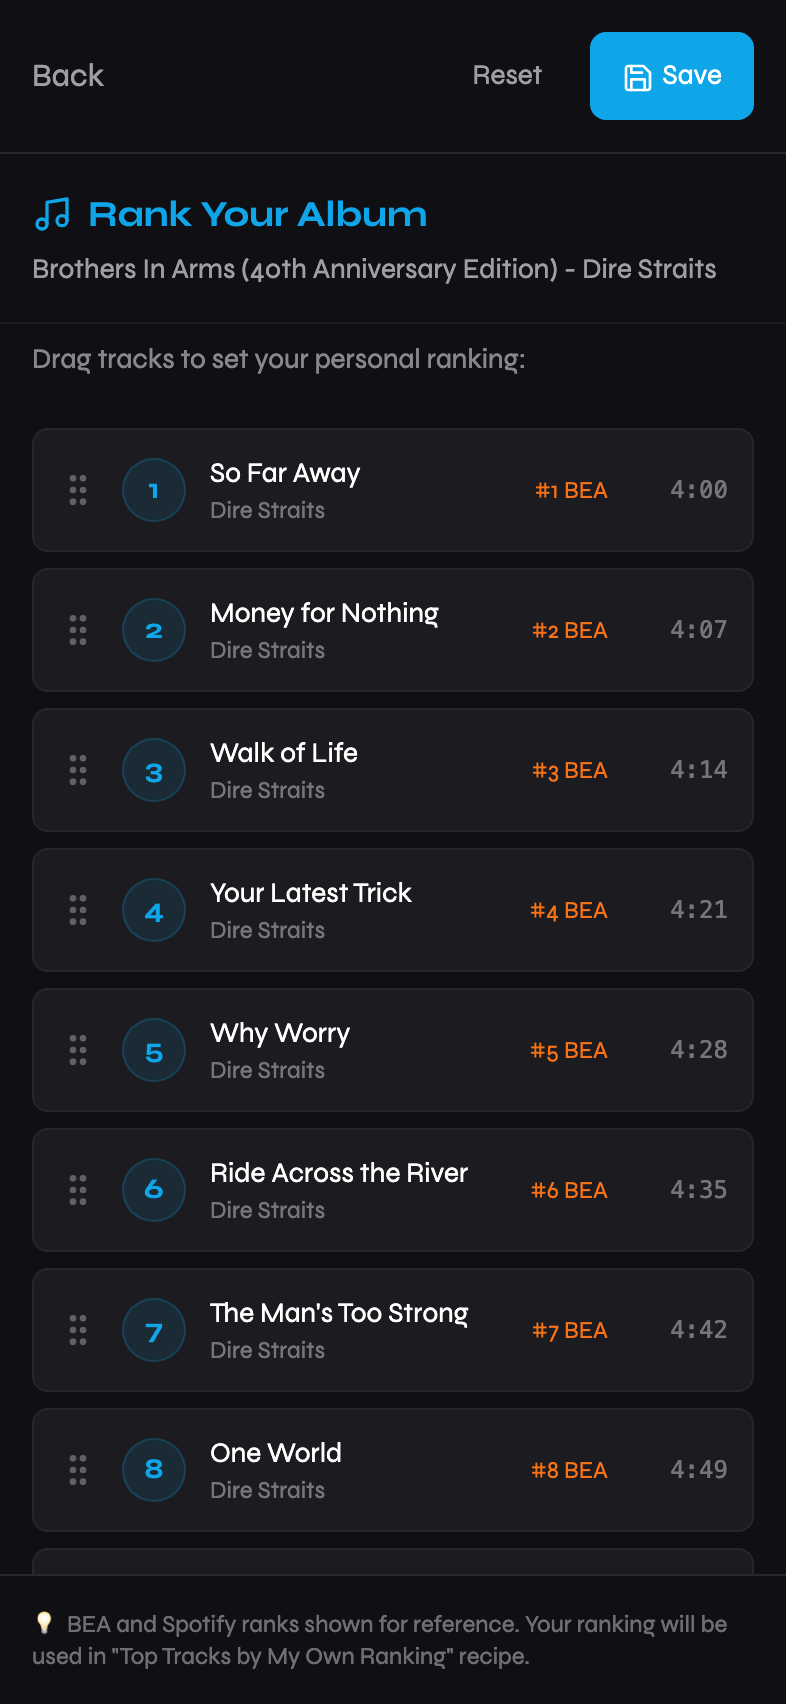 Back
Reset
Save
Rank Your Album
Brothers In Arms (40th Anniversary Edition) - Dire Straits
Drag tracks to set your personal ranking:
1
So Far Away
Dire Straits
#1 BEA
4:00
2
Money for Nothing
Dire Straits
#2 BEA
4:07
3
Walk of Life
Dire Straits
#3 BEA
4:14
4
Your Latest Trick
Dire Straits
#4 BEA
4:21
5
Why Worry
Dire Straits
#5 BEA
4:28
6
Ride Across the River
Dire Straits
#6 BEA
4:35
7
The Man's Too Strong
Dire Straits
#7 BEA
4:42
8
One World
Dire Straits
#8 BEA
4:49
BEA and Spotify ranks shown for reference. Your ranking will be
used in "Top Tracks by My Own Ranking" recipe.